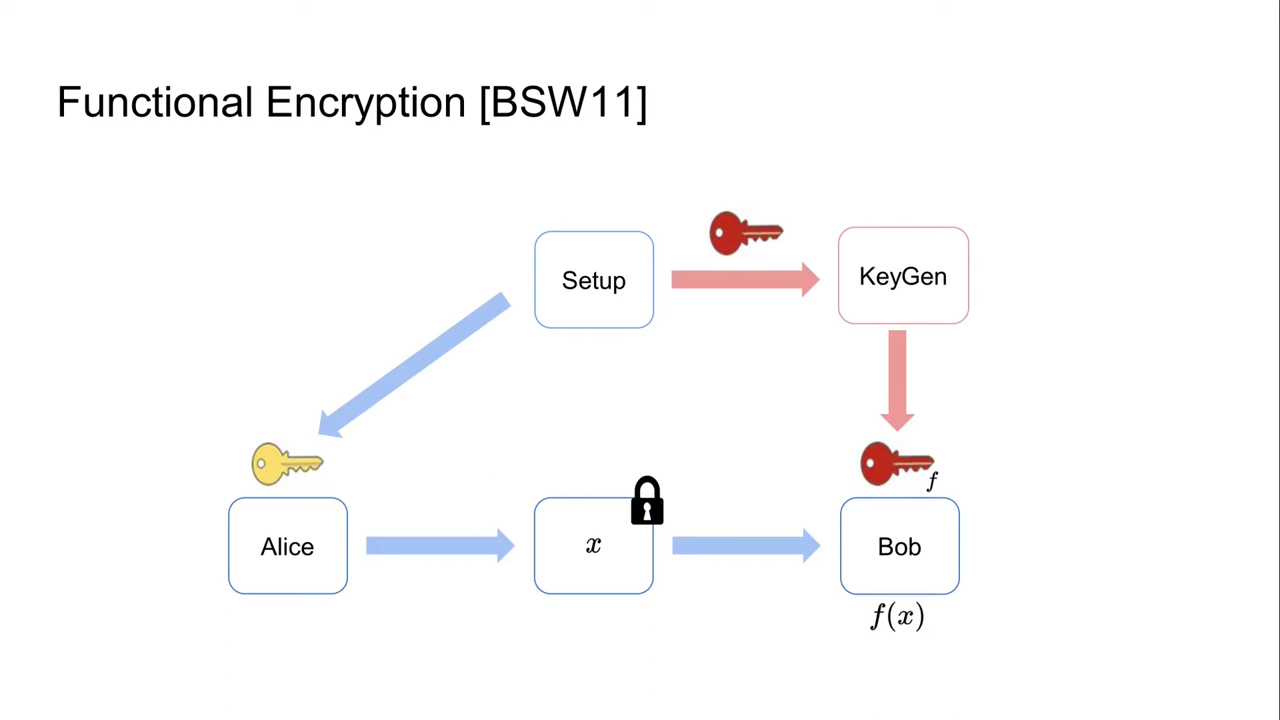 Functional Encryption [BSW11]
Setup
KeyGen
f
Alice
x
Bob
f(x)